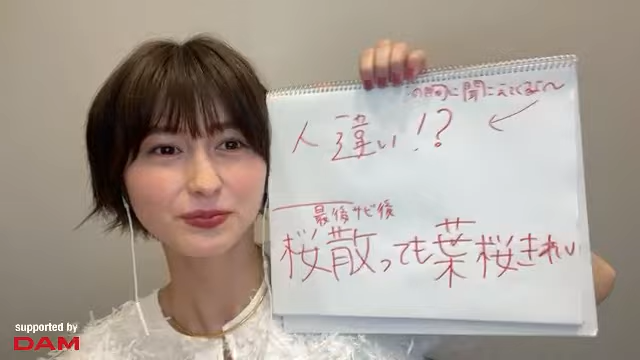 の間に聞こえてくるよ〜
人違い!?
最後サビ後
桜散っても葉桜きれい
supported by
DAM